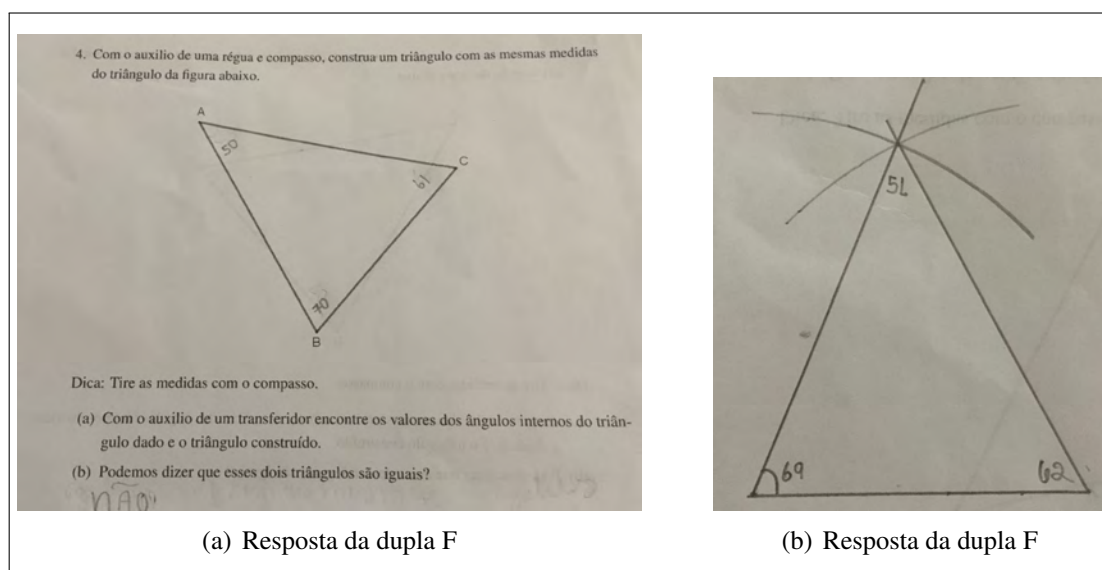 4. Com o auxilio de uma régua e compasso, construa um triângulo com as mesmas medidas
do triângulo da figura abaixo.
A
50
C
61
70
B
Dica: Tire as medidas com o compasso.
(a) Com o auxilio de um transferidor encontre os valores dos ângulos internos do triân-
gulo dado e o triângulo construído.
(b) Podemos dizer que esses dois triângulos são iguais?
NÃO
(a) Resposta da dupla F
51
69
62
(b) Resposta da dupla F